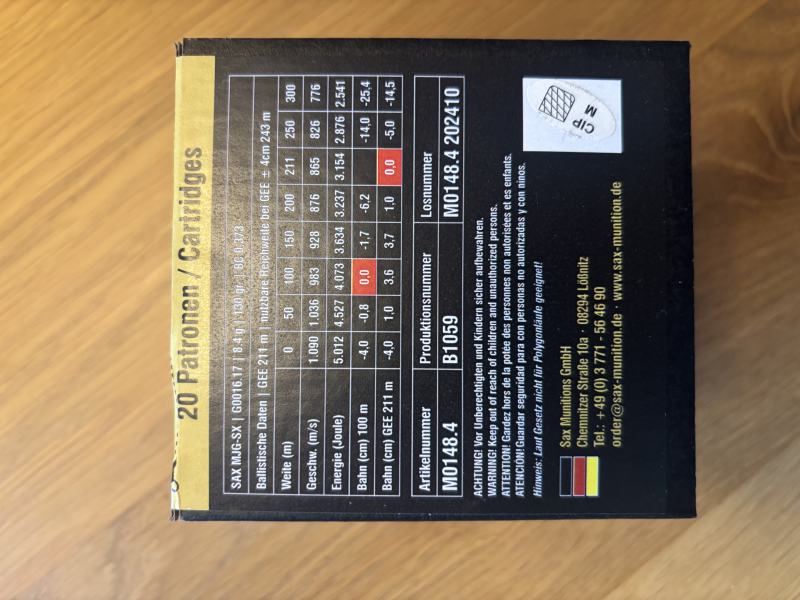 20 Patronen / Cartridges
SAX MJG-SX | G0016.17 | 8.4 g | 130 gr. | BC 0,373
Ballistische Daten | GEE 211 m | nutzbare Reichweite bei GEE ± 4cm 243 m
Weite (m) 0 50 100 150 200 211 250 300
Geschw. (m/s) 1.090 1.036 983 928 876 865 826 776
Energie (Joule) 5.012 4.527 4.073 3.634 3.237 3.154 2.876 2.541
Bahn (cm) 100 m -4,0 -0,8 0,0 -1,7 -6,2 -14,0 -25,4
Bahn (cm) GEE 211 m -4,0 1,0 3,6 3,7 1,0 0,0 -5,0 -14,5
Artikelnummer Produktionsnummer Losnummer
M0148.4 B1059 M0148.4 202410
ACHTUNG! Vor Unberechtigten und Kindern sicher aufbewahren.
WARNING! Keep out of reach of children and unauthorized persons.
ATTENTION! Gardez hors de la potée des personnes non autorisées et es enfants.
ATENCION! Guardar seguridad para con personas no autorizadas y con ninos.
Hinweis: Laut Gesetz nicht für Polygonläufe geeignet!
CIP
M
Sax Munitions GmbH
Chemnitzer Straße 10a · 08294 Lößnitz
Tel.: +49 (0) 3 771 - 56 46 90
order@sax-munition.de · www.sax-munition.de